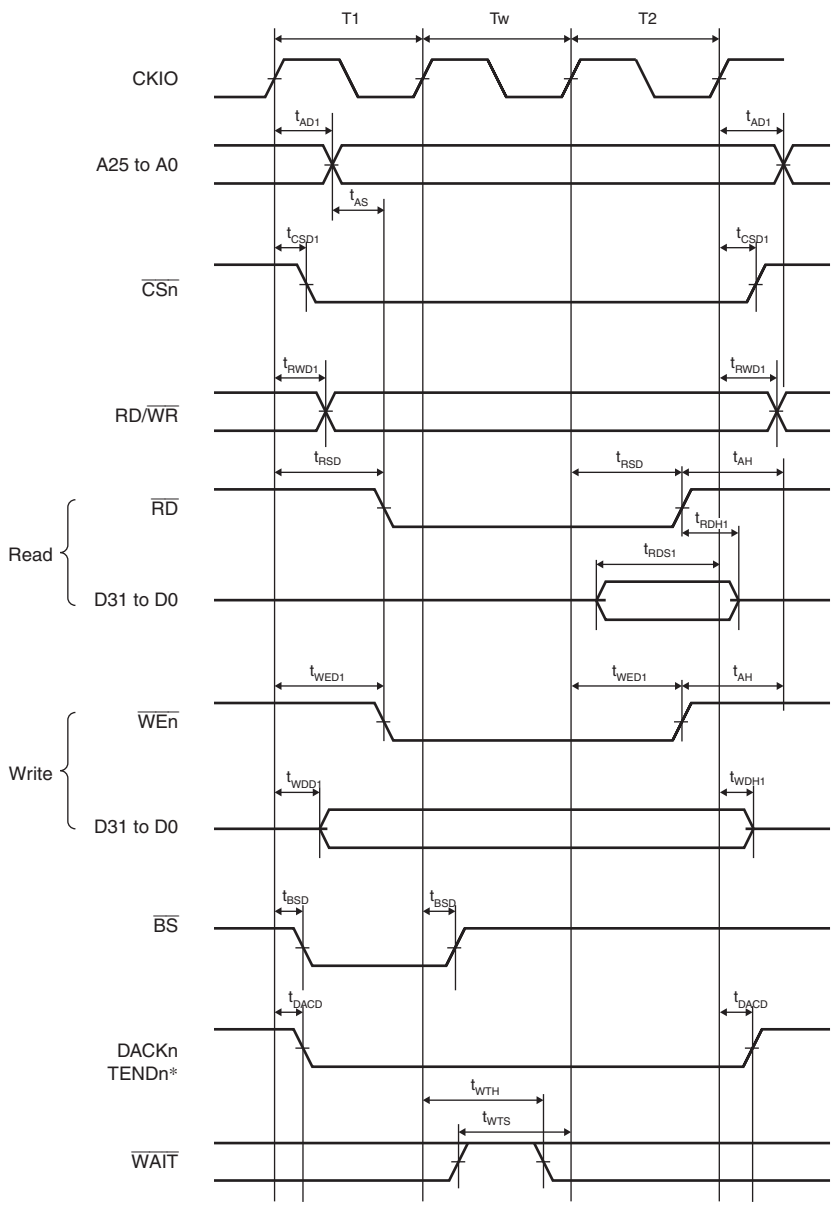 T1 Tw T2
CKIO
tAD1 tAD1
A25 to A0
tAS
tCSD1 tCSD1
CSn
tRWD1 tRWD1
RD/WR
tRSD tRSD tAH
RD
tRDH1
Read
tRDS1
D31 to D0
tWED1 tWED1 tAH
WEn
Write
tWDD1 tWDH1
D31 to D0
tBSD tBSD
BS
tDACD tDACD
DACKn
TENDn*
tWTH
tWTS
WAIT